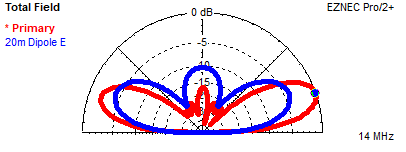 Total Field
EZNEC Pro/2+
* Primary
20m Dipole E
0 dB
-5
-10
-15
14 MHz